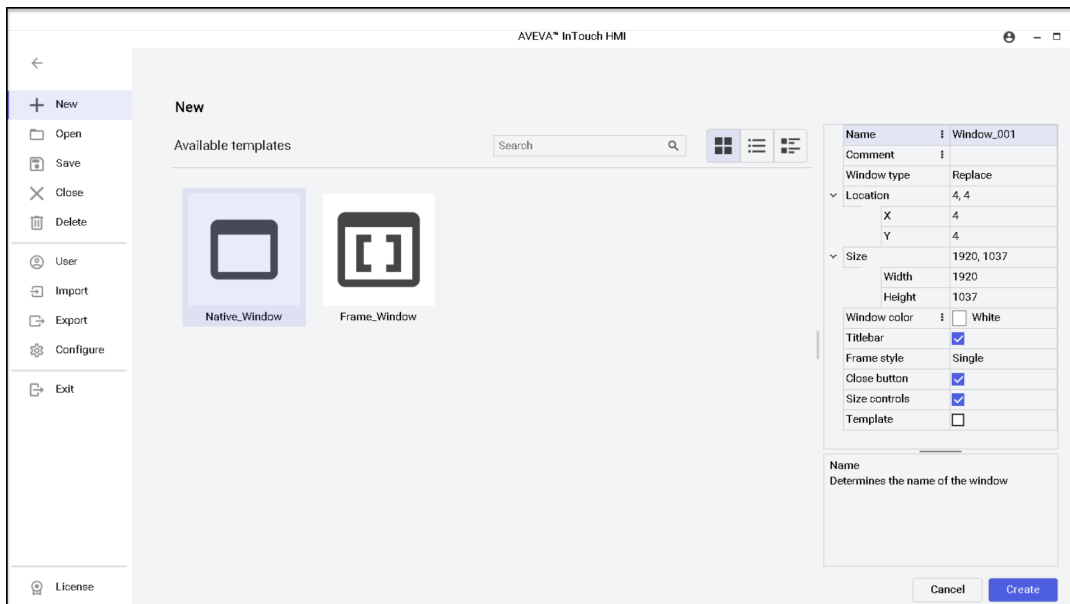 AVEVA™ InTouch HMI
New
Open
Save
Close
Delete
User
Import
Export
Configure
Exit
License
New
Available templates
Search
Native_Window
Frame_Window
Name Window_001
Comment
Window type Replace
Location 4, 4
X 4
Y 4
Size 1920, 1037
Width 1920
Height 1037
Window color White
Titlebar
Frame style Single
Close button
Size controls
Template
Name
Determines the name of the window
Cancel Create